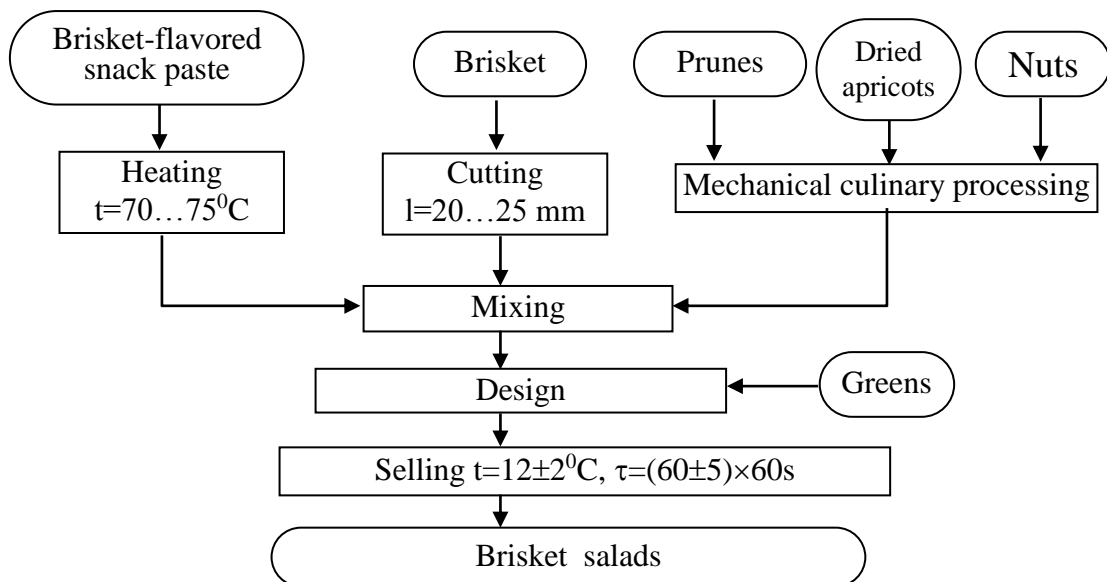 Brisket-flavored
snack paste
Brisket
Prunes
Dried
apricots
Nuts
Heating
t=70…75⁰C
Cutting
l=20…25 mm
Mechanical culinary processing
Mixing
Design
Greens
Selling t=12±2⁰C, τ=(60±5)×60s
Brisket salads